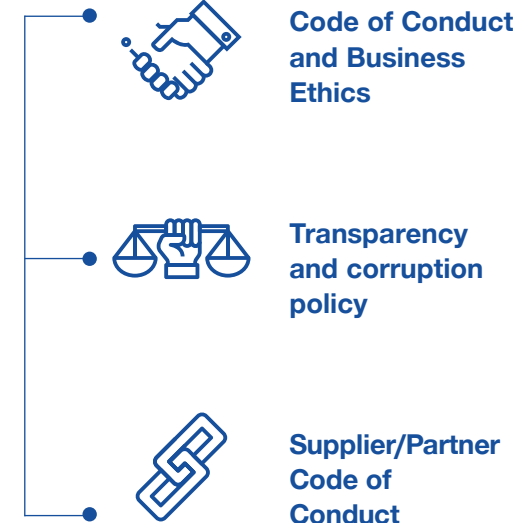 Code of Conduct
and Business
Ethics
Transparency
and corruption
policy
Supplier/Partner
Code of
Conduct